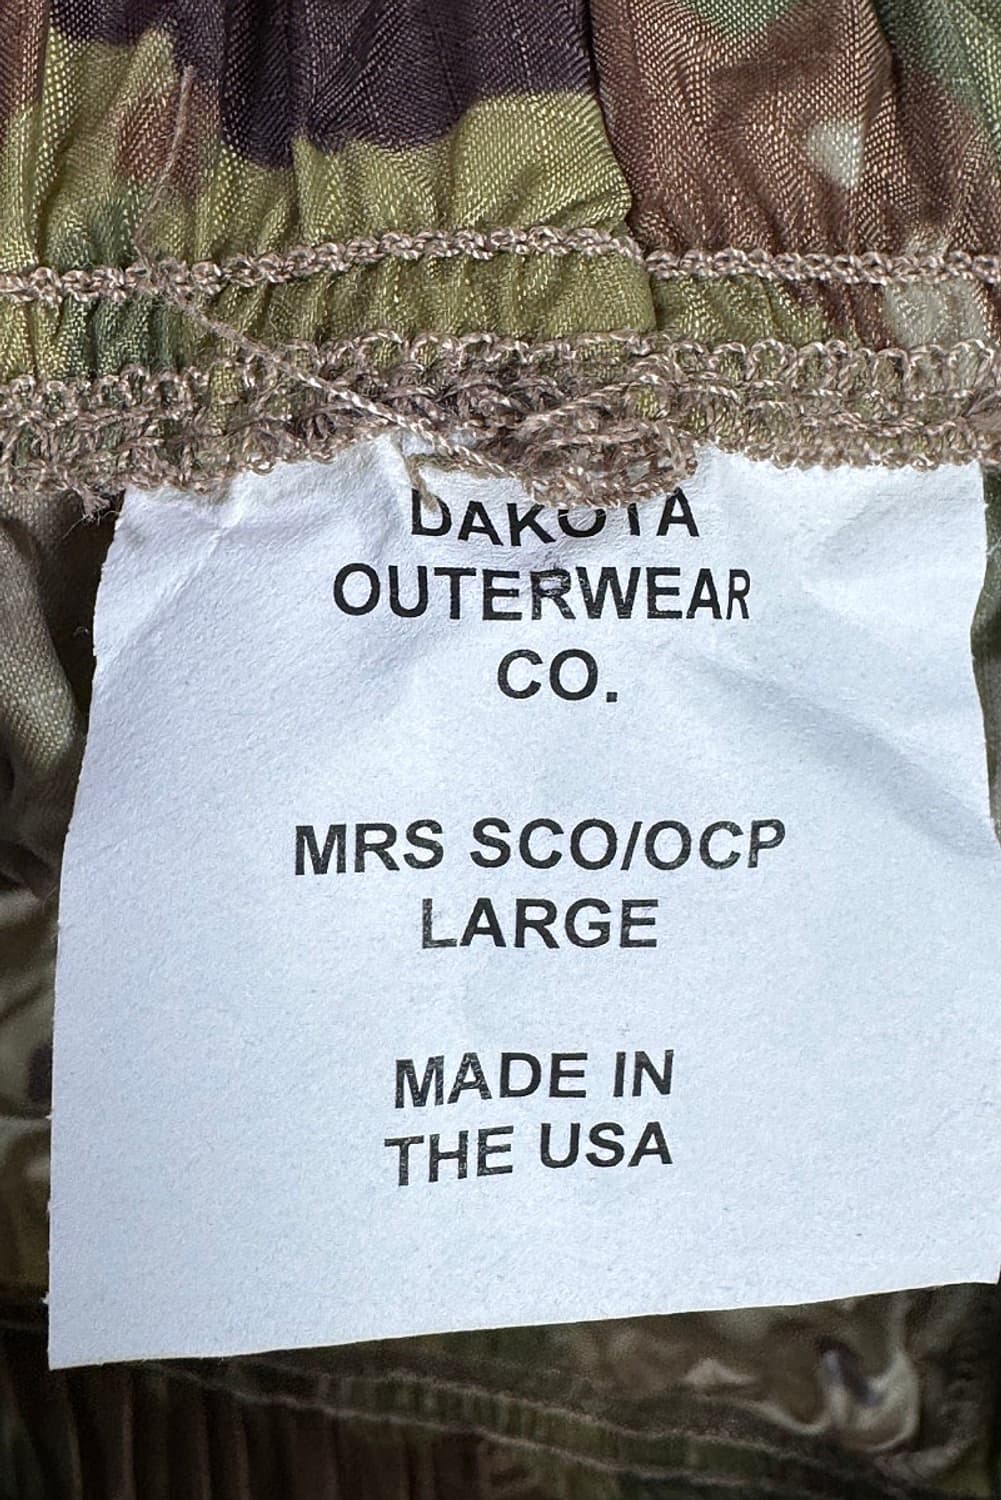 DAKOTA
OUTERWEAR
CO.
MRS SCO/OCP
LARGE
MADE IN
THE USA